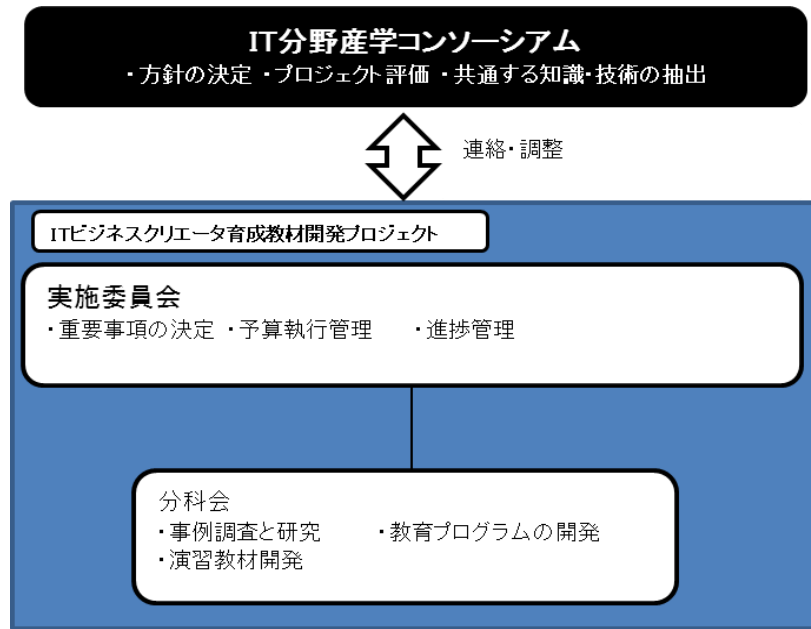 IT分野産学コンソーシアム
・方針の決定 ・プロジェクト評価 ・共通する知識・技術の抽出
連絡・調整
ITビジネスクリエータ育成教材開発プロジェクト
実施委員会
・重要事項の決定 ・予算執行管理 ・進捗管理
分科会
・事例調査と研究 ・教育プログラムの開発
・演習教材開発